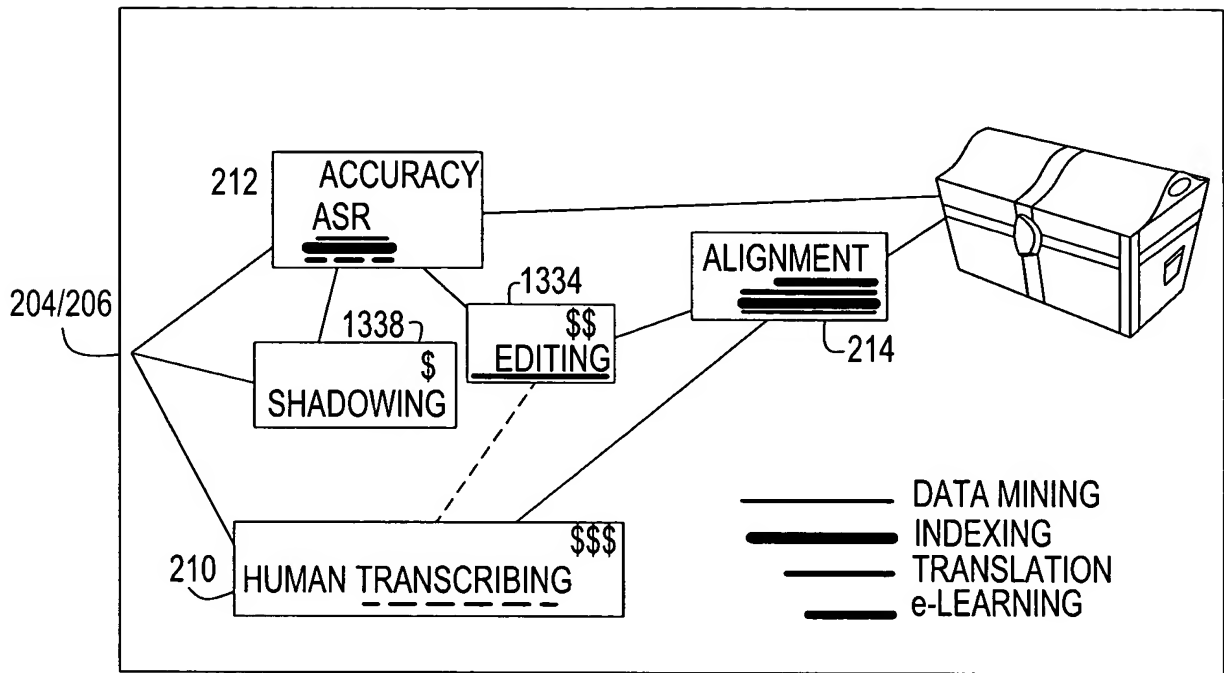 212
ACCURACY
ASR
204/206
1338
$
SHADOWING
1334
$$
EDITING
ALIGNMENT
214
210
$$$
HUMAN TRANSCRIBING
DATA MINING
INDEXING
TRANSLATION
e-LEARNING